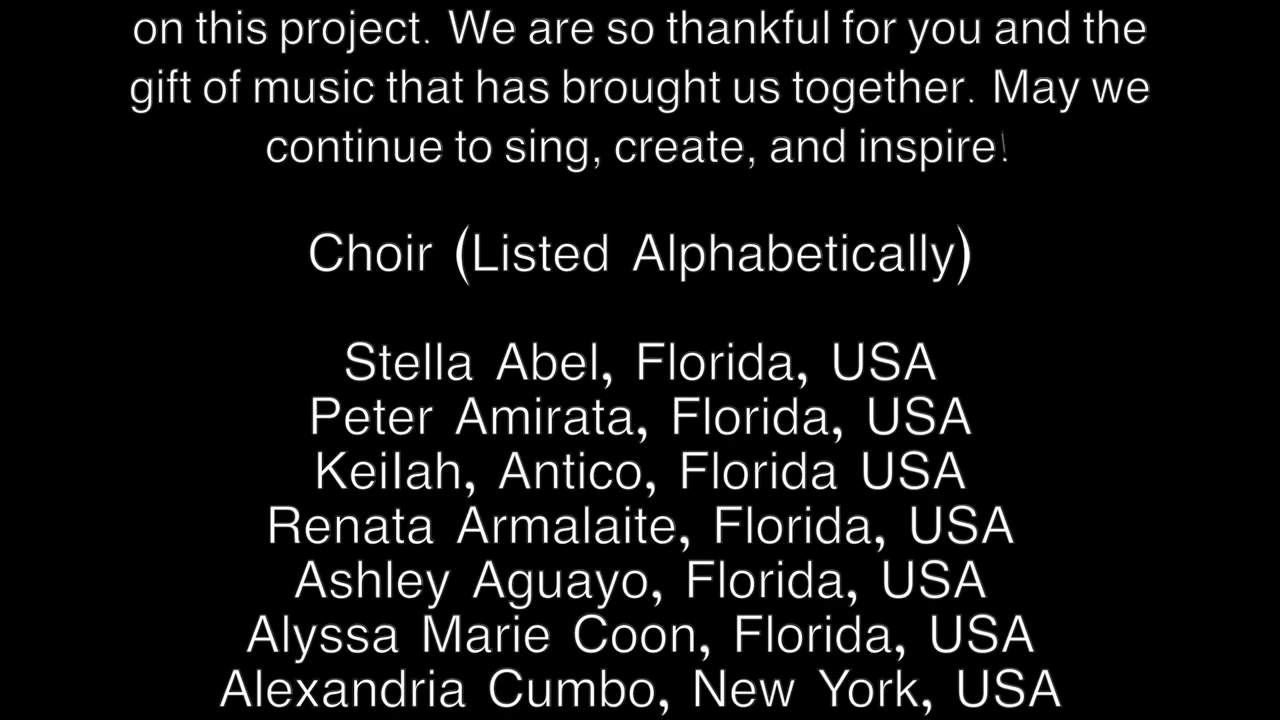 on this project. We are so thankful for you and the
gift of music that has brought us together. May we
continue to sing, create, and inspire!
Choir (Listed Alphabetically)
Stella Abel, Florida, USA
Peter Amirata, Florida, USA
Keilah, Antico, Florida USA
Renata Armalaite, Florida, USA
Ashley Aguayo, Florida, USA
Alyssa Marie Coon, Florida, USA
Alexandria Cumbo, New York, USA